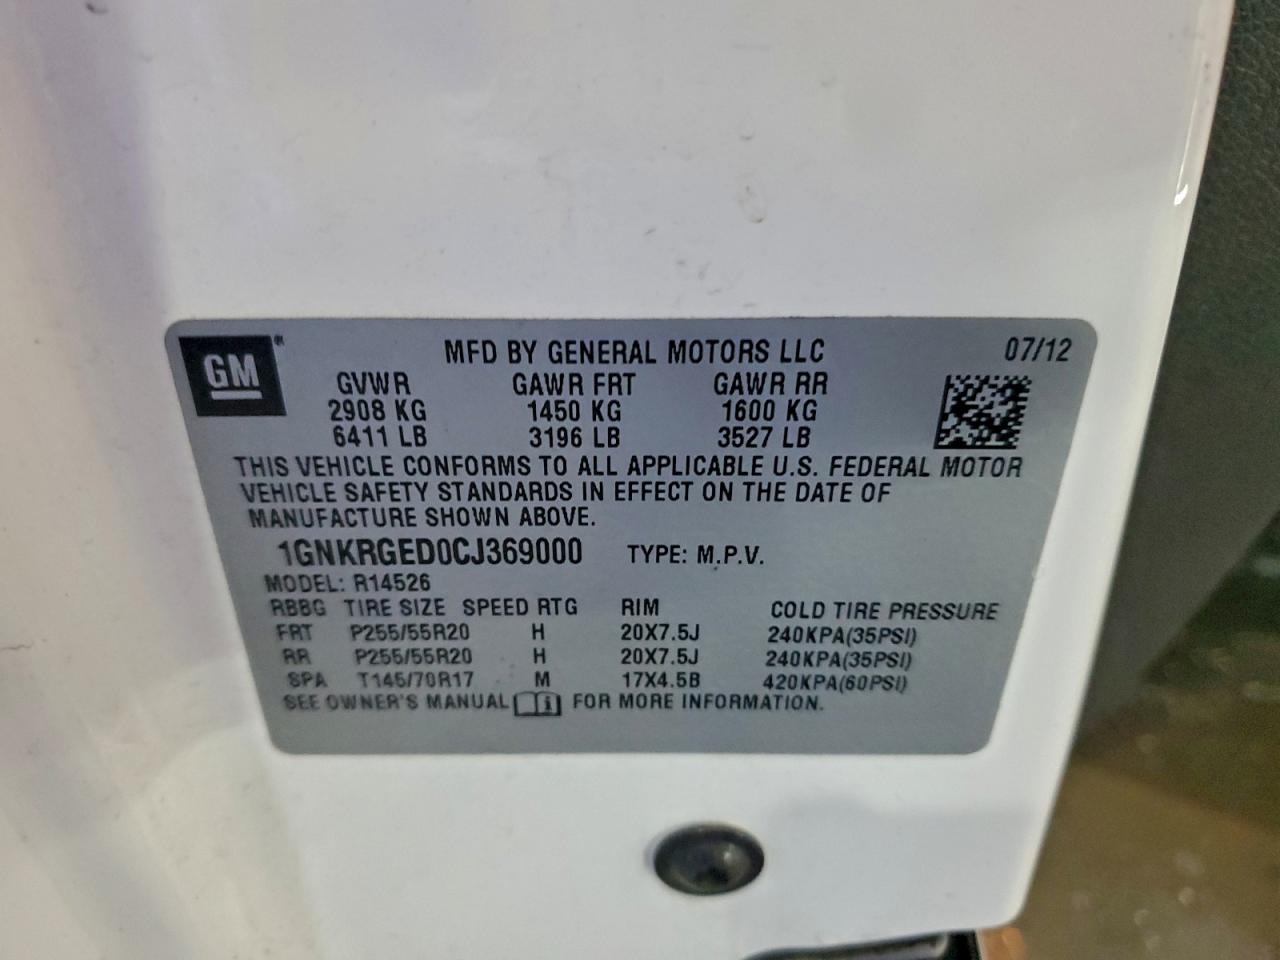 GM® MFD BY GENERAL MOTORS LLC 07/12
GVWR GAWR FRT GAWR RR
2908 KG 1450 KG 1600 KG
6411 LB 3196 LB 3527 LB
THIS VEHICLE CONFORMS TO ALL APPLICABLE U.S. FEDERAL MOTOR
VEHICLE SAFETY STANDARDS IN EFFECT ON THE DATE OF
MANUFACTURE SHOWN ABOVE.
1GNKRGED0CJ369000 TYPE: M.P.V.
MODEL: R14526
RBBG TIRE SIZE SPEED RTG RIM COLD TIRE PRESSURE
FRT P255/55R20 H 20X7.5J 240KPA(35PSI)
RR P255/55R20 H 20X7.5J 240KPA(35PSI)
SPA T145/70R17 M 17X4.5B 420KPA(60PSI)
SEE OWNER'S MANUAL FOR MORE INFORMATION.